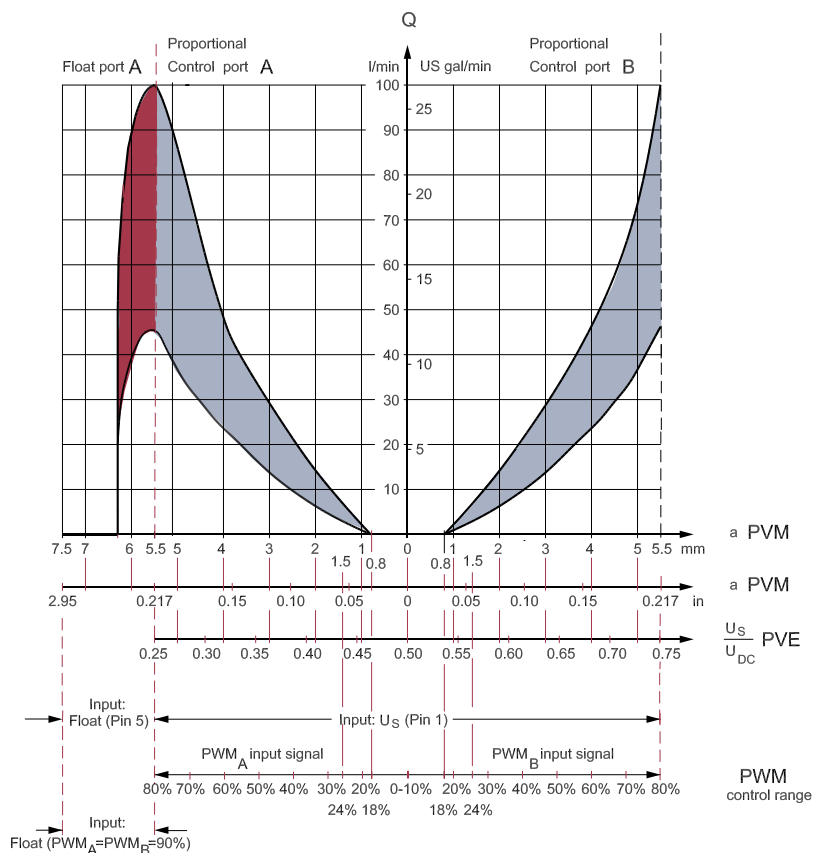 Q
Proportional
Proportional
Float port A
Control port A
l/min
US gal/min
Control port B
100
90
80
70
60
50
40
30
20
10
25
20
15
10
5
7.5 7 6 5.5 5 4 3 2 1 0 1 2 3 4 5 5.5 mm
a PVM
1.5 0.8 0.8 1.5
a PVM
2.95 0.217 0.15 0.10 0.05 0 0.05 0.10 0.15 0.217 in
US
UDC
PVE
0.25 0.30 0.35 0.40 0.45 0.50 0.55 0.60 0.65 0.70 0.75
Input:
Float (Pin 5)
Input: US (Pin 1)
PWMA input signal
PWMB input signal
PWM
control range
80% 70% 60% 50% 40% 30% 20% 0-10% 20% 30% 40% 50% 60% 70% 80%
24% 18% 18% 24%
Input:
Float (PWMA=PWMB=90%)